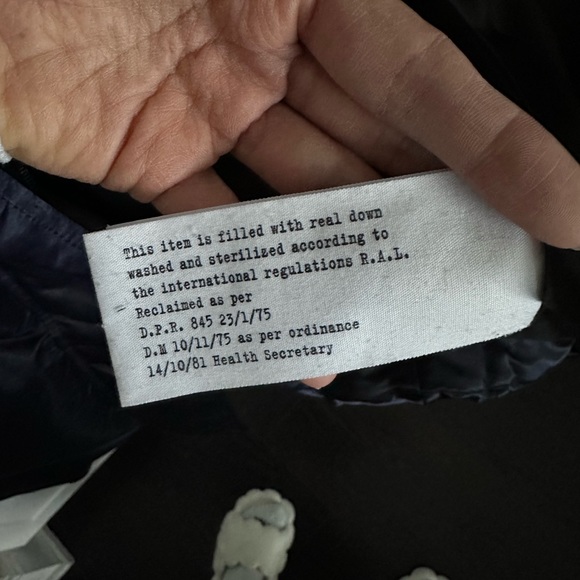 This item is filled with real down
washed and sterilized according to
the international regulations R.A.L.
Reclaimed as per
D.P.R. 845 23/1/75
D.M 10/11/75 as per ordinance
14/10/81 Health Secretary